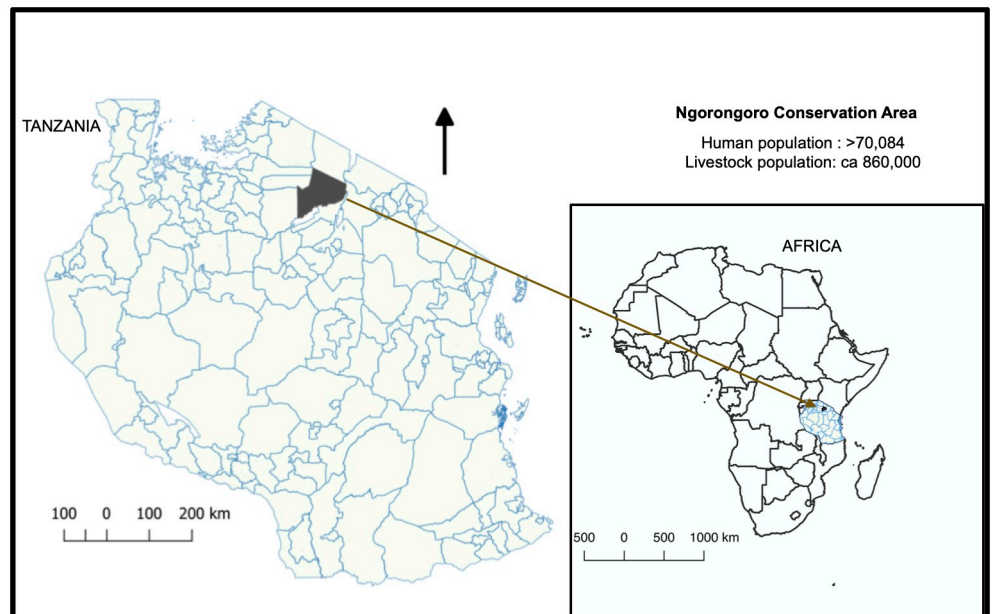 TANZANIA
Ngorongoro Conservation Area
Human population : >70,084
Livestock population: ca 860,000
AFRICA
100 0 100 200 km
500 0 500 1000 km